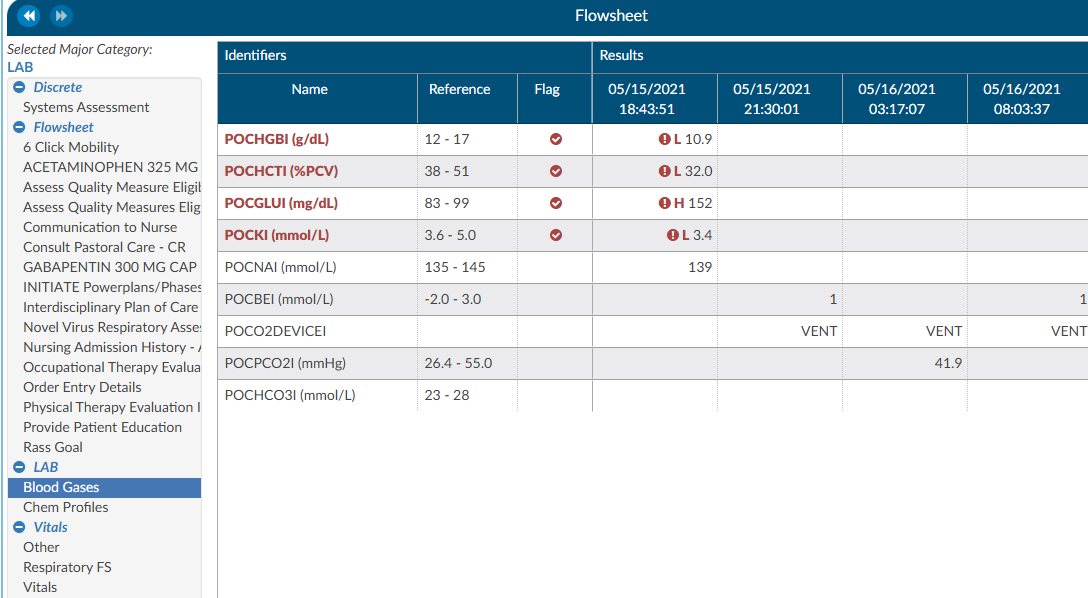 Flowsheet
Selected Major Category:
LAB
Discrete
Systems Assessment
Flowsheet
6 Click Mobility
ACETAMINOPHEN 325 MG
Assess Quality Measure Eligib
Assess Quality Measures Elig
Communication to Nurse
Consult Pastoral Care - CR
GABAPENTIN 300 MG CAP
INITIATE Powerplans/Phases
Interdisciplinary Plan of Care
Novel Virus Respiratory Asses
Nursing Admission History - A
Occupational Therapy Evalua
Order Entry Details
Physical Therapy Evaluation I
Provide Patient Education
Rass Goal
LAB
Blood Gases
Chem Profiles
Vitals
Other
Respiratory FS
Vitals
Identifiers Results
Name Reference Flag 05/15/2021 18:43:51 05/15/2021 21:30:01 05/16/2021 03:17:07 05/16/2021 08:03:37
POCHGBI (g/dL) 12 - 17 L 10.9
POCHCTI (%PCV) 38 - 51 L 32.0
POCGLUI (mg/dL) 83 - 99 H 152
POCKI (mmol/L) 3.6 - 5.0 L 3.4
POCNAI (mmol/L) 135 - 145 139
POCBEI (mmol/L) -2.0 - 3.0 1 1
POCO2DEVICEI VENT VENT VENT
POCPCO2I (mmHg) 26.4 - 55.0 41.9
POCHCO3I (mmol/L) 23 - 28